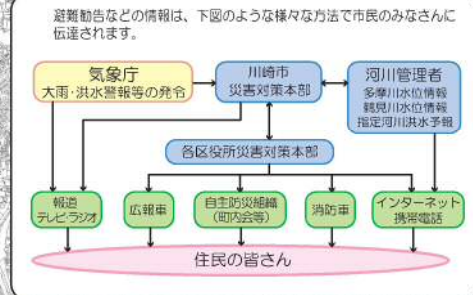 避難勧告などの情報は、下図のような様々な方法で市民のみなさんに
伝達されます。
気象庁
大雨・洪水警報等の発令
川崎市
災害対策本部
河川管理者
多摩川水位情報
鶴見川水位情報
指定河川洪水予報
各区役所災害対策本部
報道
テレビ・ラジオ
広報車
自主防災組織
(町内会等)
消防車
インターネット
携帯電話
住民の皆さん